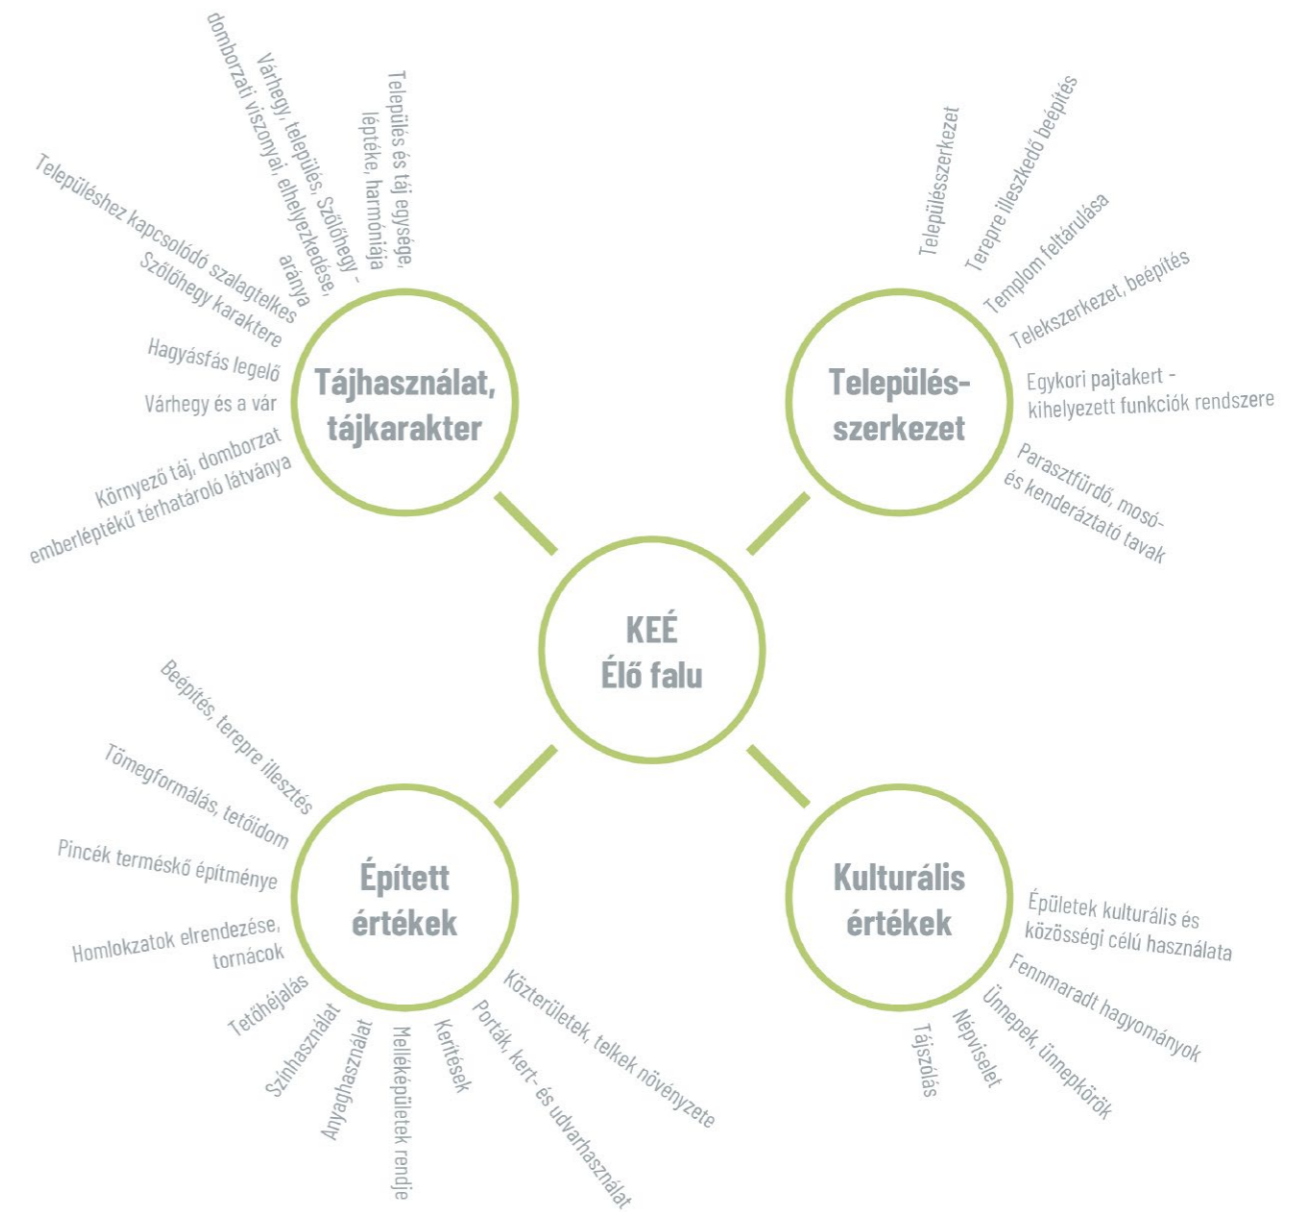 Település és táj egysége,
léptéke, harmóniája
Várhegy, település, Szőlőhegy -
domborzati viszonyai, elhelyezkedése,
aránya
Településhez kapcsolódó szalagtelkes
Szőlőhegy karaktere
Hagyásfás legelő
Várhegy és a vár
Környező táj, domborzat
emberléptékű térhatároló látványa
Tájhasználat,
tájkarakter
Településszerkezet
Terepre illeszkedő beépítés
Templom feltárulása
Telekszerkezet, beépítés
Egykori pajtakert -
kihelyezett funkciók rendszere
Parasztfürdő, mosó-
és kenderáztató tavak
Település-
szerkezet
KEÉ
Élő falu
Beépítés, terepre illesztés
Tömegformálás, tetőidom
Pincék terméskő építménye
Homlokzatok elrendezése,
tornácok
Tetőhéjalás
Színhasználat
Anyaghasználat
Melléképületek rendje
Kerítések
Porták, kert- és udvarhasználat
Közterületek, telkek növényzete
Épített
értékek
Kulturális
értékek
Épületek kulturális és
közösségi célú használata
Fennmaradt hagyományok
Ünnepek, ünnepkörök
Népviselet
Tájszólás